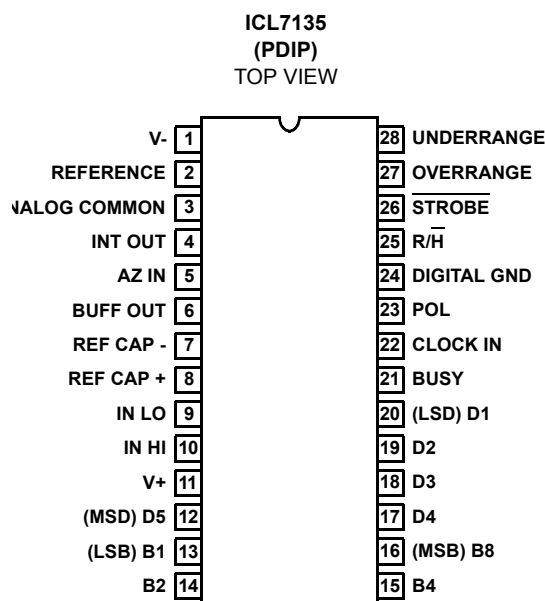 ICL7135
(PDIP)
TOP VIEW
V- 1
REFERENCE 2
NALOG COMMON 3
INT OUT 4
AZ IN 5
BUFF OUT 6
REF CAP - 7
REF CAP + 8
IN LO 9
IN HI 10
V+ 11
(MSD) D5 12
(LSB) B1 13
B2 14
28 UNDERRANGE
27 OVERRANGE
26 STROBE
25 R/H
24 DIGITAL GND
23 POL
22 CLOCK IN
21 BUSY
20 (LSD) D1
19 D2
18 D3
17 D4
16 (MSB) B8
15 B4